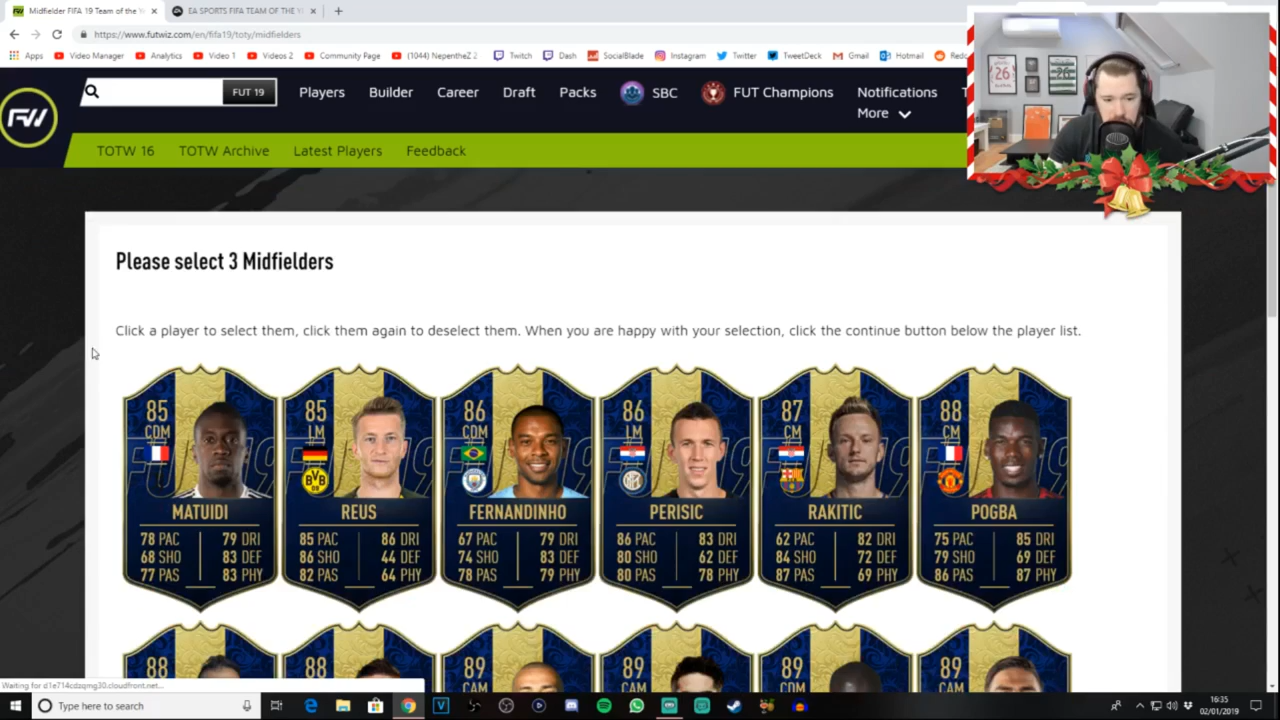 Midfielder FIFA 19 Team of the Y
EA SPORTS FIFA TEAM OF THE Y
https://www.futwiz.com/en/fifa19/toty/midfielders
Apps Video Manager Analytics Video 1 Videos 2 Community Page (1044) NepentheZ 2 Twitch Dash SocialBlade Instagram Twitter TweetDeck Gmail Hotmail Reddi
FW
FUT 19 Players Builder Career Draft Packs SBC FUT Champions Notifications
More
TOTW 16 TOTW Archive Latest Players Feedback
26 26
Please select 3 Midfielders
Click a player to select them, click them again to deselect them. When you are happy with your selection, click the continue button below the player list.
85 CDM
MATUIDI
78 PAC 79 DRI
68 SHO 83 DEF
77 PAS 83 PHY
85 LM
REUS
85 PAC 86 DRI
86 SHO 44 DEF
82 PAS 64 PHY
86 CDM
FERNANDINHO
67 PAC 79 DRI
74 SHO 83 DEF
78 PAS 79 PHY
86 LM
PERISIC
86 PAC 83 DRI
80 SHO 62 DEF
80 PAS 78 PHY
87 CM
RAKITIC
62 PAC 82 DRI
84 SHO 72 DEF
87 PAS 69 PHY
88 CM
POGBA
75 PAC 85 DRI
79 SHO 69 DEF
86 PAS 87 PHY
88 88 89 89 89 89
CAM CAM CDM CAM
Waiting for d1e714cdzqmg30.cloudfront.net...
Type here to search
16:35
02/01/2019